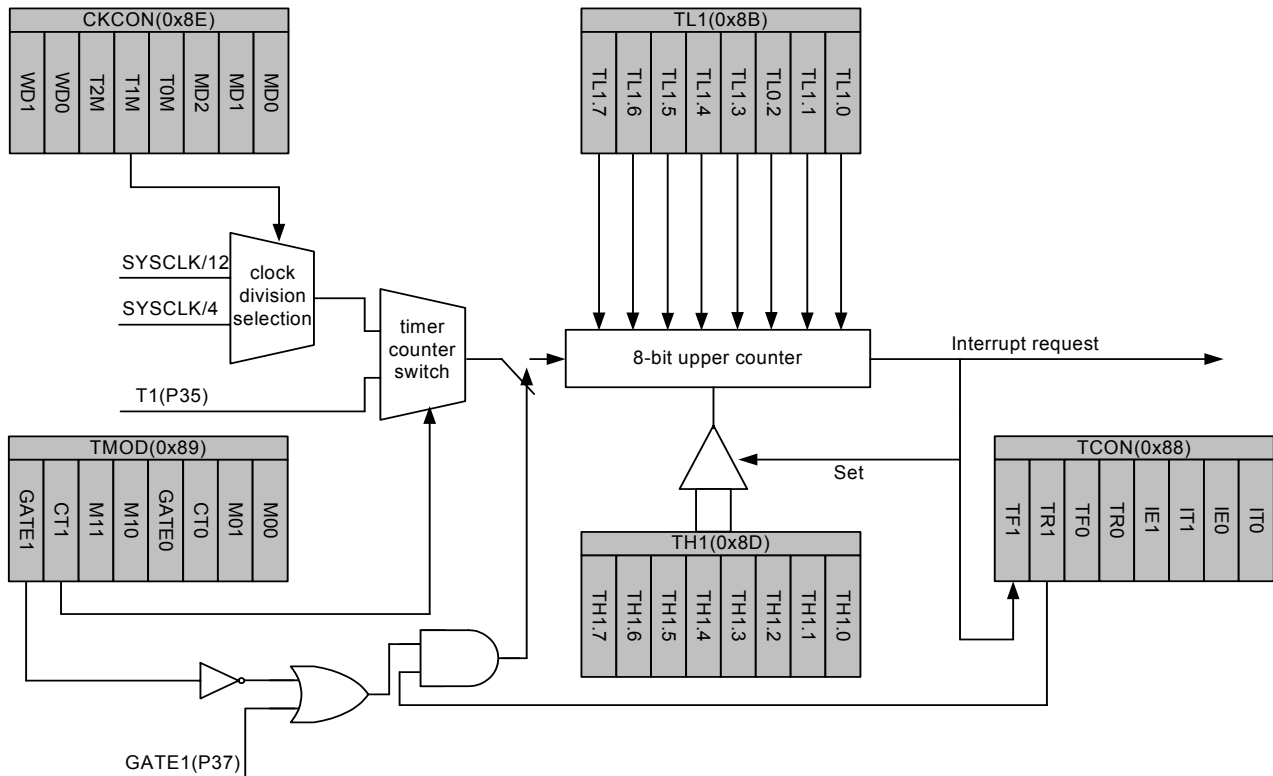 CKCON(0x8E)
WD1
WD0
T2M
T1M
T0M
MD2
MD1
MD0
TL1(0x8B)
TL1.7
TL1.6
TL1.5
TL1.4
TL1.3
TL0.2
TL1.1
TL1.0
SYSCLK/12
SYSCLK/4
clock
division
selection
timer
counter
switch
T1(P35)
8-bit upper counter
Interrupt request
Set
TMOD(0x89)
GATE1
CT1
M11
M10
GATE0
CT0
M01
M00
TCON(0x88)
TF1
TR1
TF0
TR0
IE1
IT1
IE0
IT0
TH1(0x8D)
TH1.7
TH1.6
TH1.5
TH1.4
TH1.3
TH1.2
TH1.1
TH1.0
GATE1(P37)